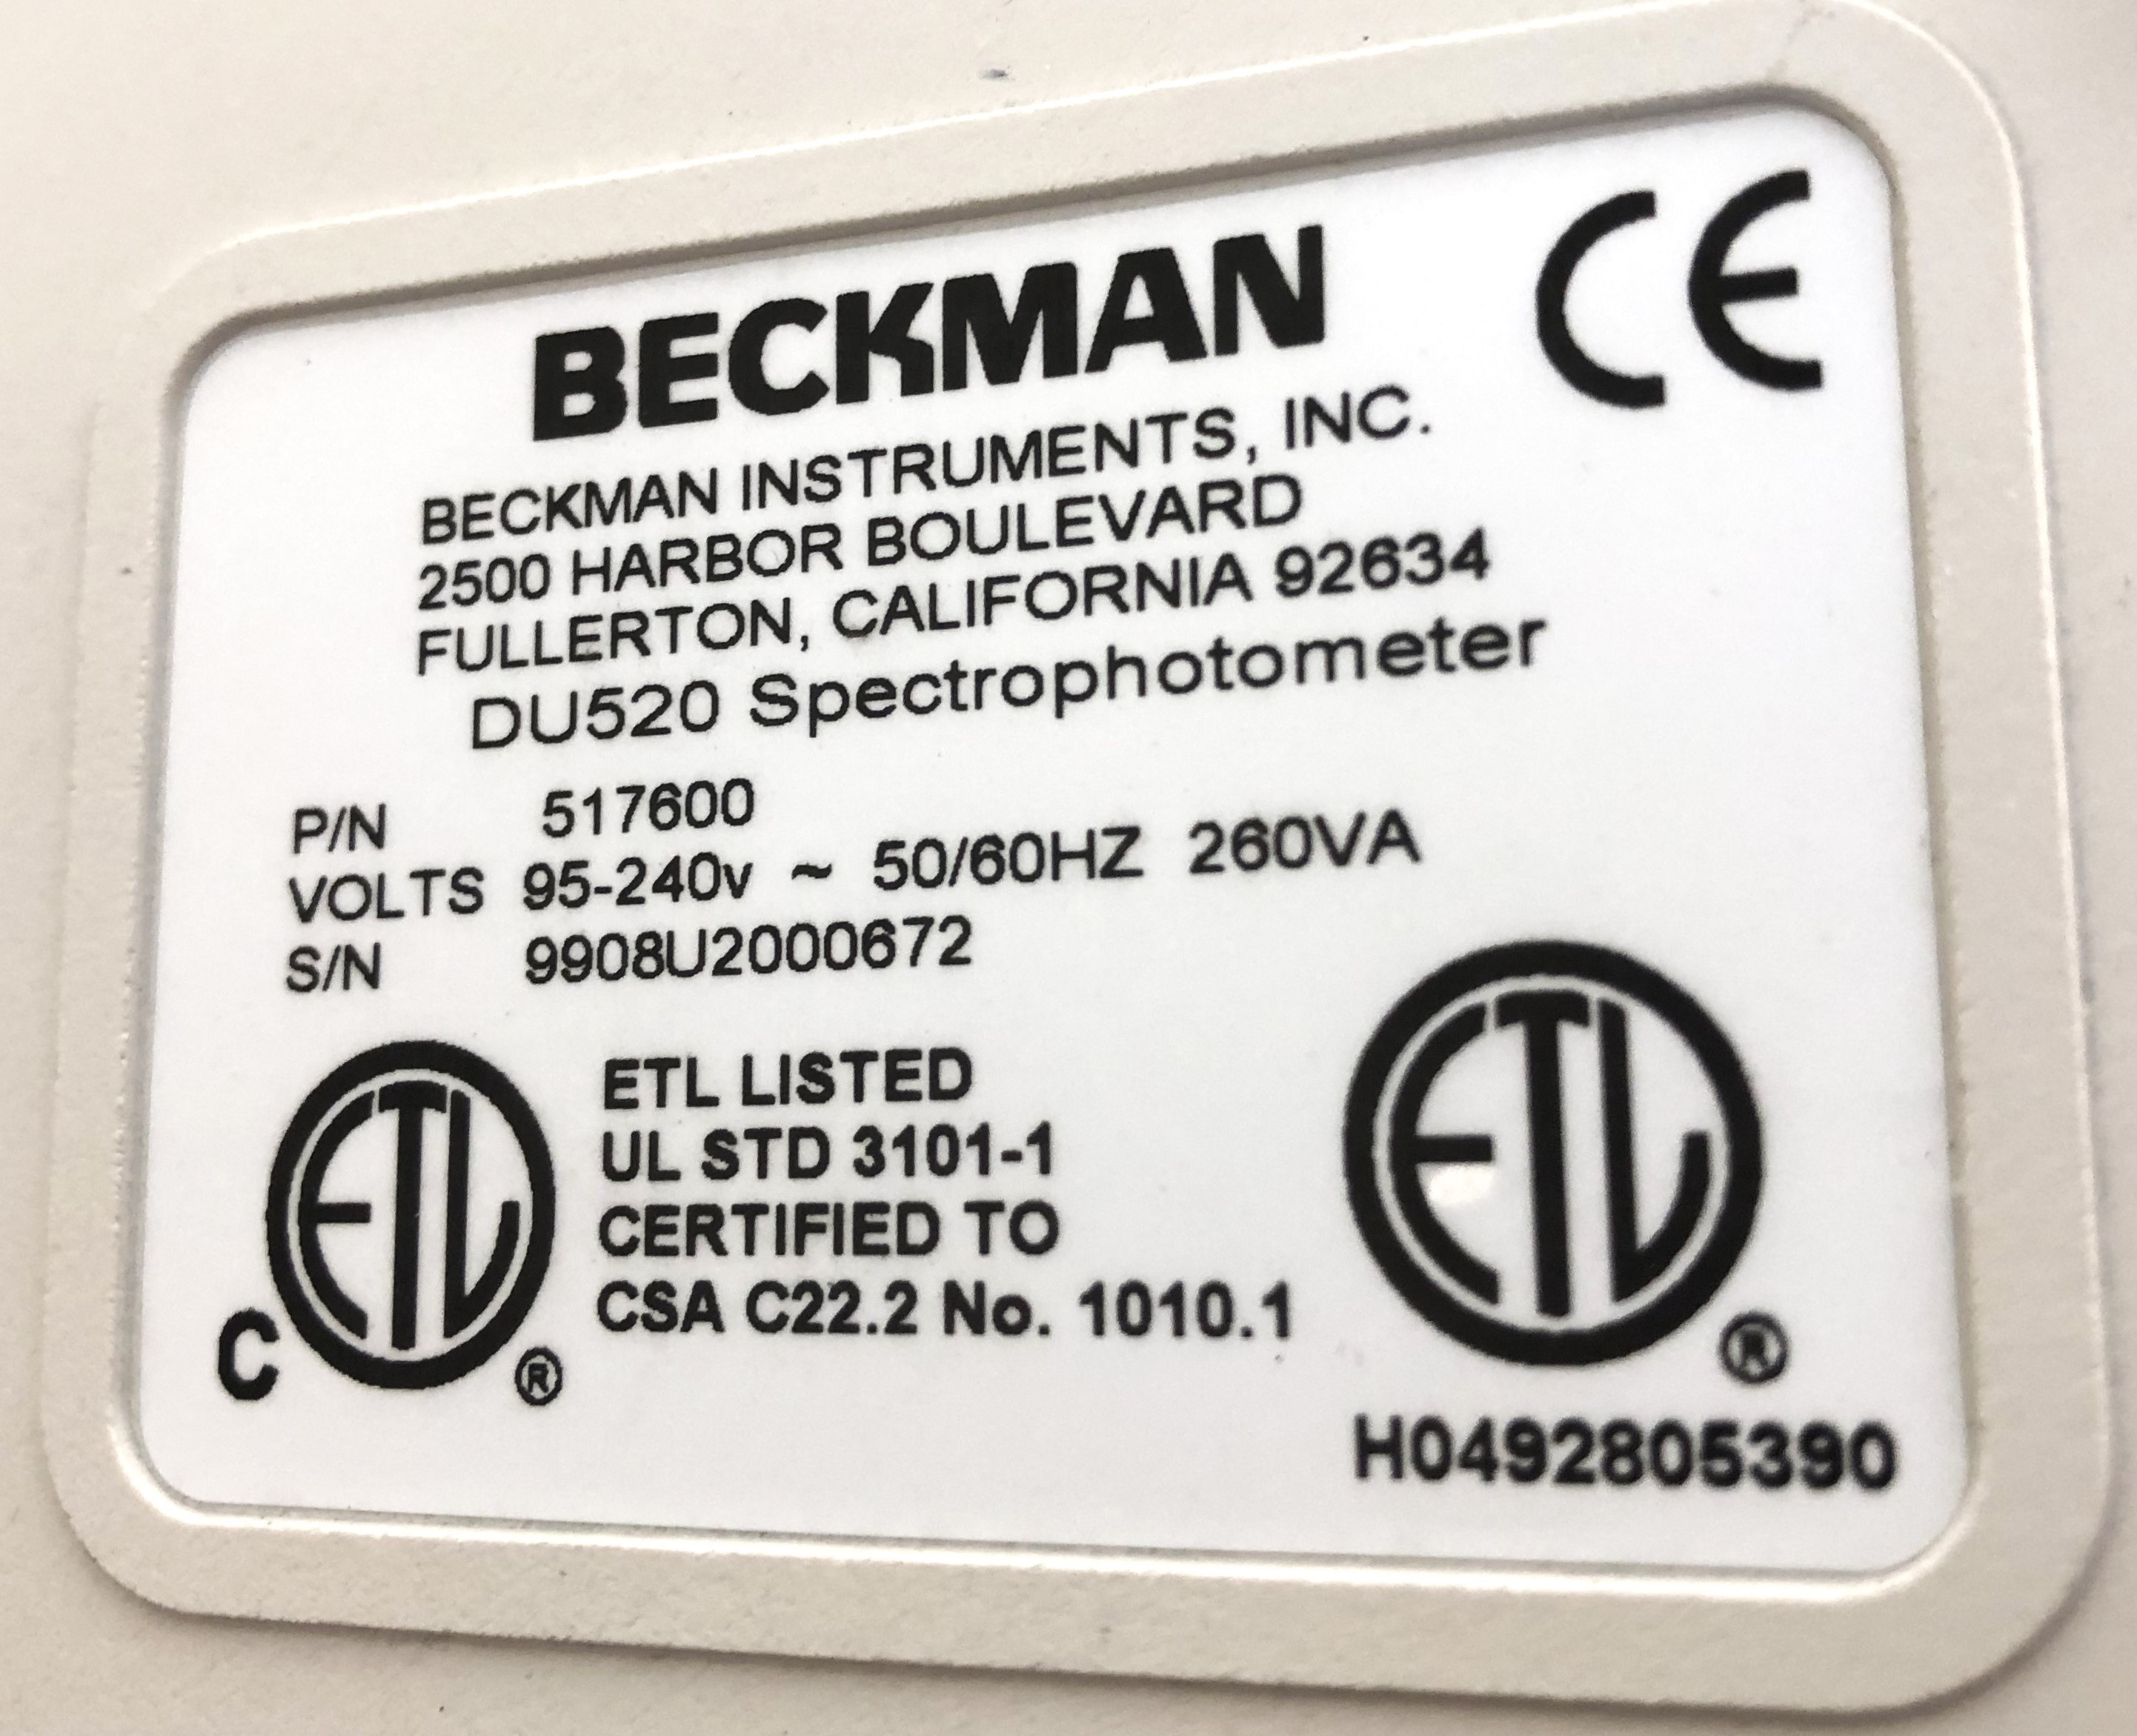 BECKMAN
CE
BECKMAN INSTRUMENTS, INC.
2500 HARBOR BOULEVARD
FULLERTON, CALIFORNIA 92634
DU520 Spectrophotometer
P/N 517600
VOLTS 95-240v ~ 50/60HZ 260VA
S/N 9908U2000672
C ETL ®
ETL LISTED
UL STD 3101-1
CERTIFIED TO
CSA C22.2 No. 1010.1
ETL ®
H0492805390